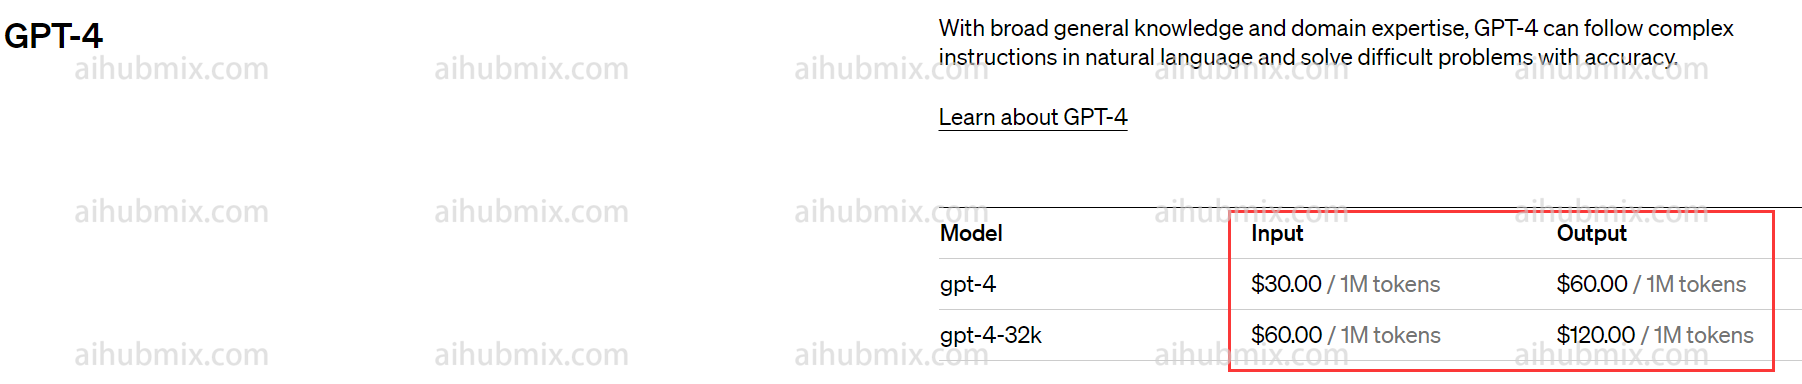 GPT-4
With broad general knowledge and domain expertise, GPT-4 can follow complex
instructions in natural language and solve difficult problems with accuracy.
aihubmix.com aihubmix.com aihubmix.com aihubmix.com aihubmix.com
Learn about GPT-4
aihubmix.com aihubmix.com aihubmix.com aihubmix.com aihubmix.com
Model Input Output
gpt-4 $30.00 / 1M tokens $60.00 / 1M tokens
gpt-4-32k $60.00 / 1M tokens $120.00 / 1M tokens
aihubmix.com aihubmix.com aihubmix.com aihubmix.com aihubmix.com